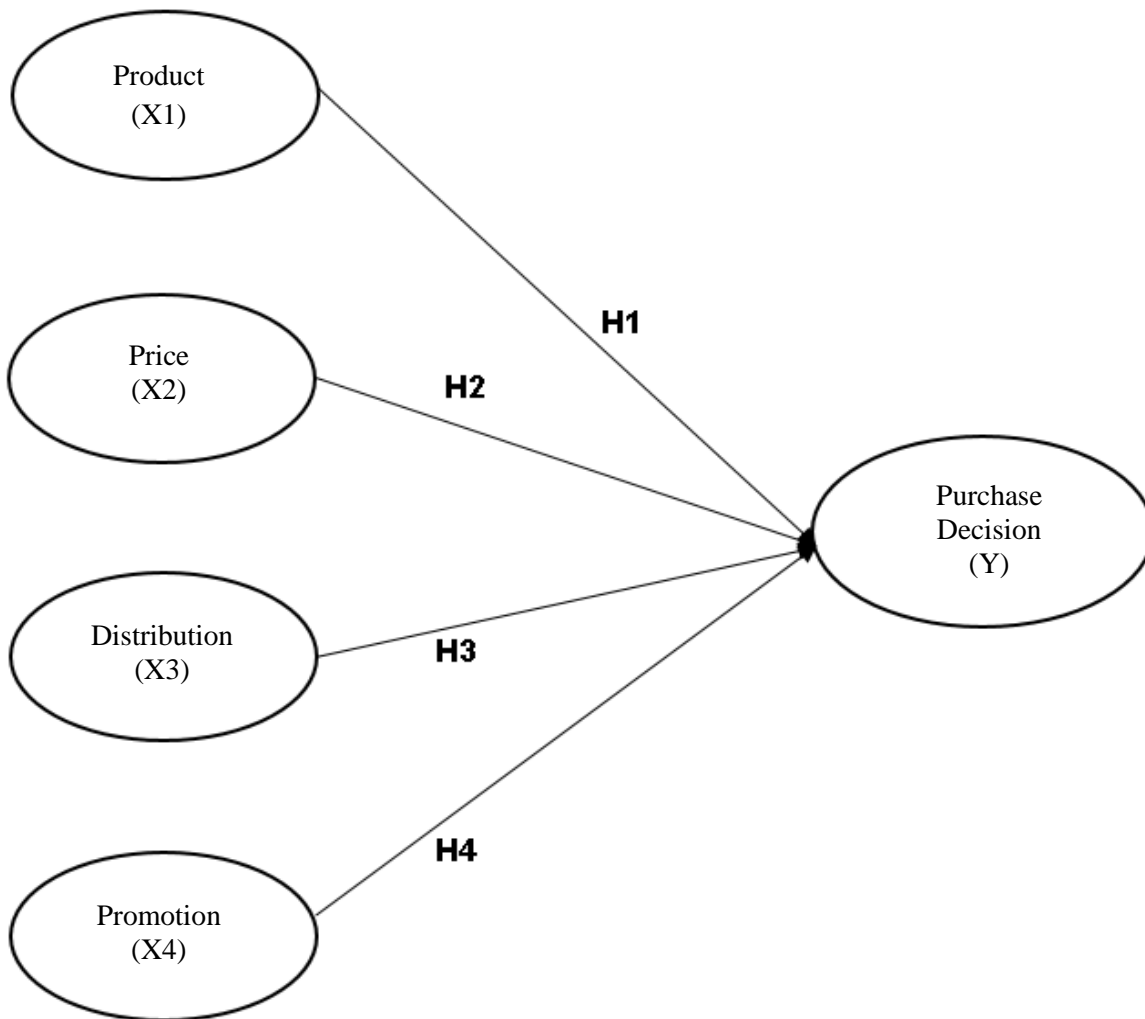 Product
(X1)
H1
Price
(X2)
H2
Purchase
Decision
(Y)
Distribution
(X3)
H3
H4
Promotion
(X4)